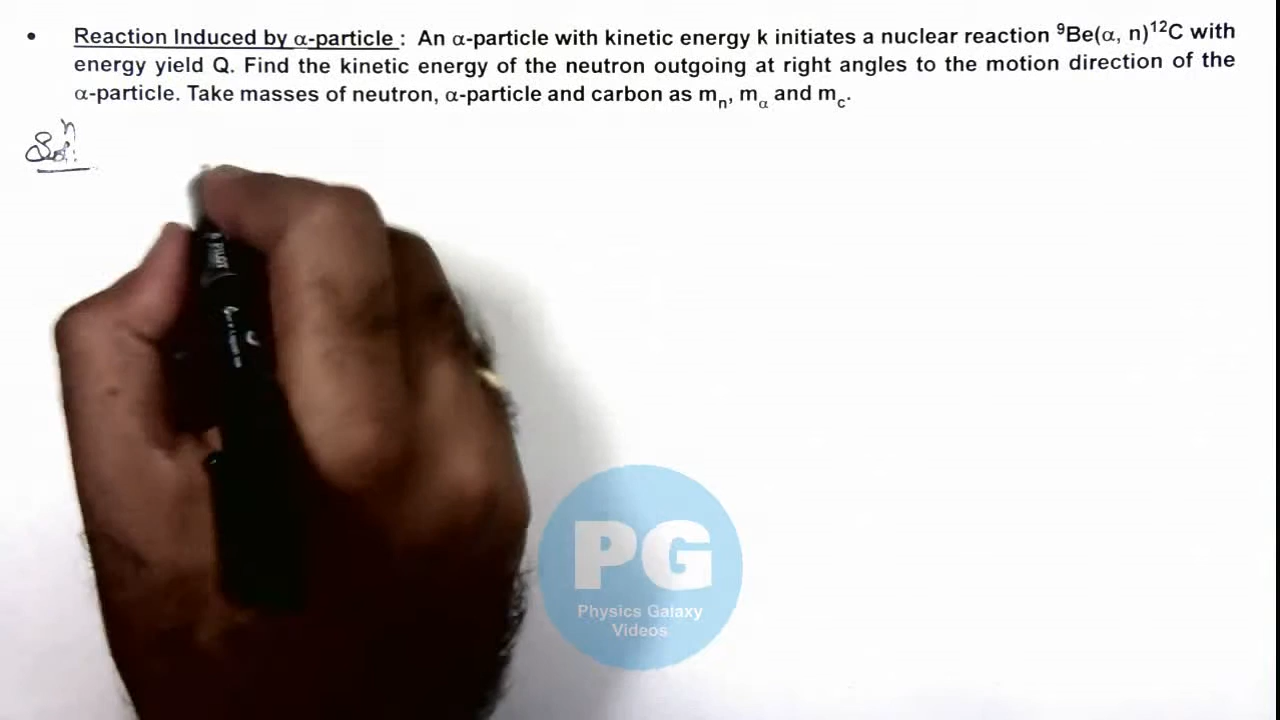 • Reaction Induced by α-particle : An α-particle with kinetic energy k initiates a nuclear reaction ⁹Be(α, n)¹²C with
energy yield Q. Find the kinetic energy of the neutron outgoing at right angles to the motion direction of the
α-particle. Take masses of neutron, α-particle and carbon as mₙ, m_α and m_c.
Solⁿ:
PILOT
PG
Physics Galaxy
Videos